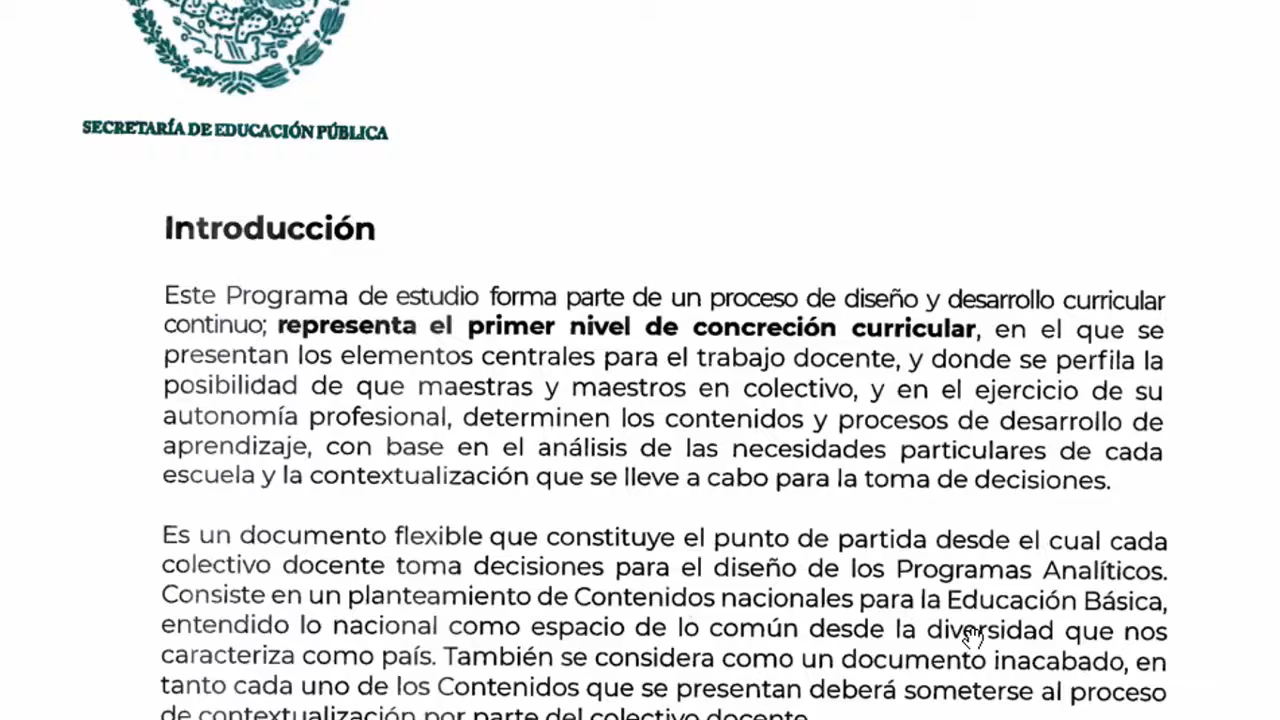 SECRETARÍA DE EDUCACIÓN PÚBLICA
Introducción
Este Programa de estudio forma parte de un proceso de diseño y desarrollo curricular
continuo; representa el primer nivel de concreción curricular, en el que se
presentan los elementos centrales para el trabajo docente, y donde se perfila la
posibilidad de que maestras y maestros en colectivo, y en el ejercicio de su
autonomía profesional, determinen los contenidos y procesos de desarrollo de
aprendizaje, con base en el análisis de las necesidades particulares de cada
escuela y la contextualización que se lleve a cabo para la toma de decisiones.
Es un documento flexible que constituye el punto de partida desde el cual cada
colectivo docente toma decisiones para el diseño de los Programas Analíticos.
Consiste en un planteamiento de Contenidos nacionales para la Educación Básica,
entendido lo nacional como espacio de lo común desde la diversidad que nos
caracteriza como país. También se considera como un documento inacabado, en
tanto cada uno de los Contenidos que se presentan deberá someterse al proceso
de contextualización por parte del colectivo docente.